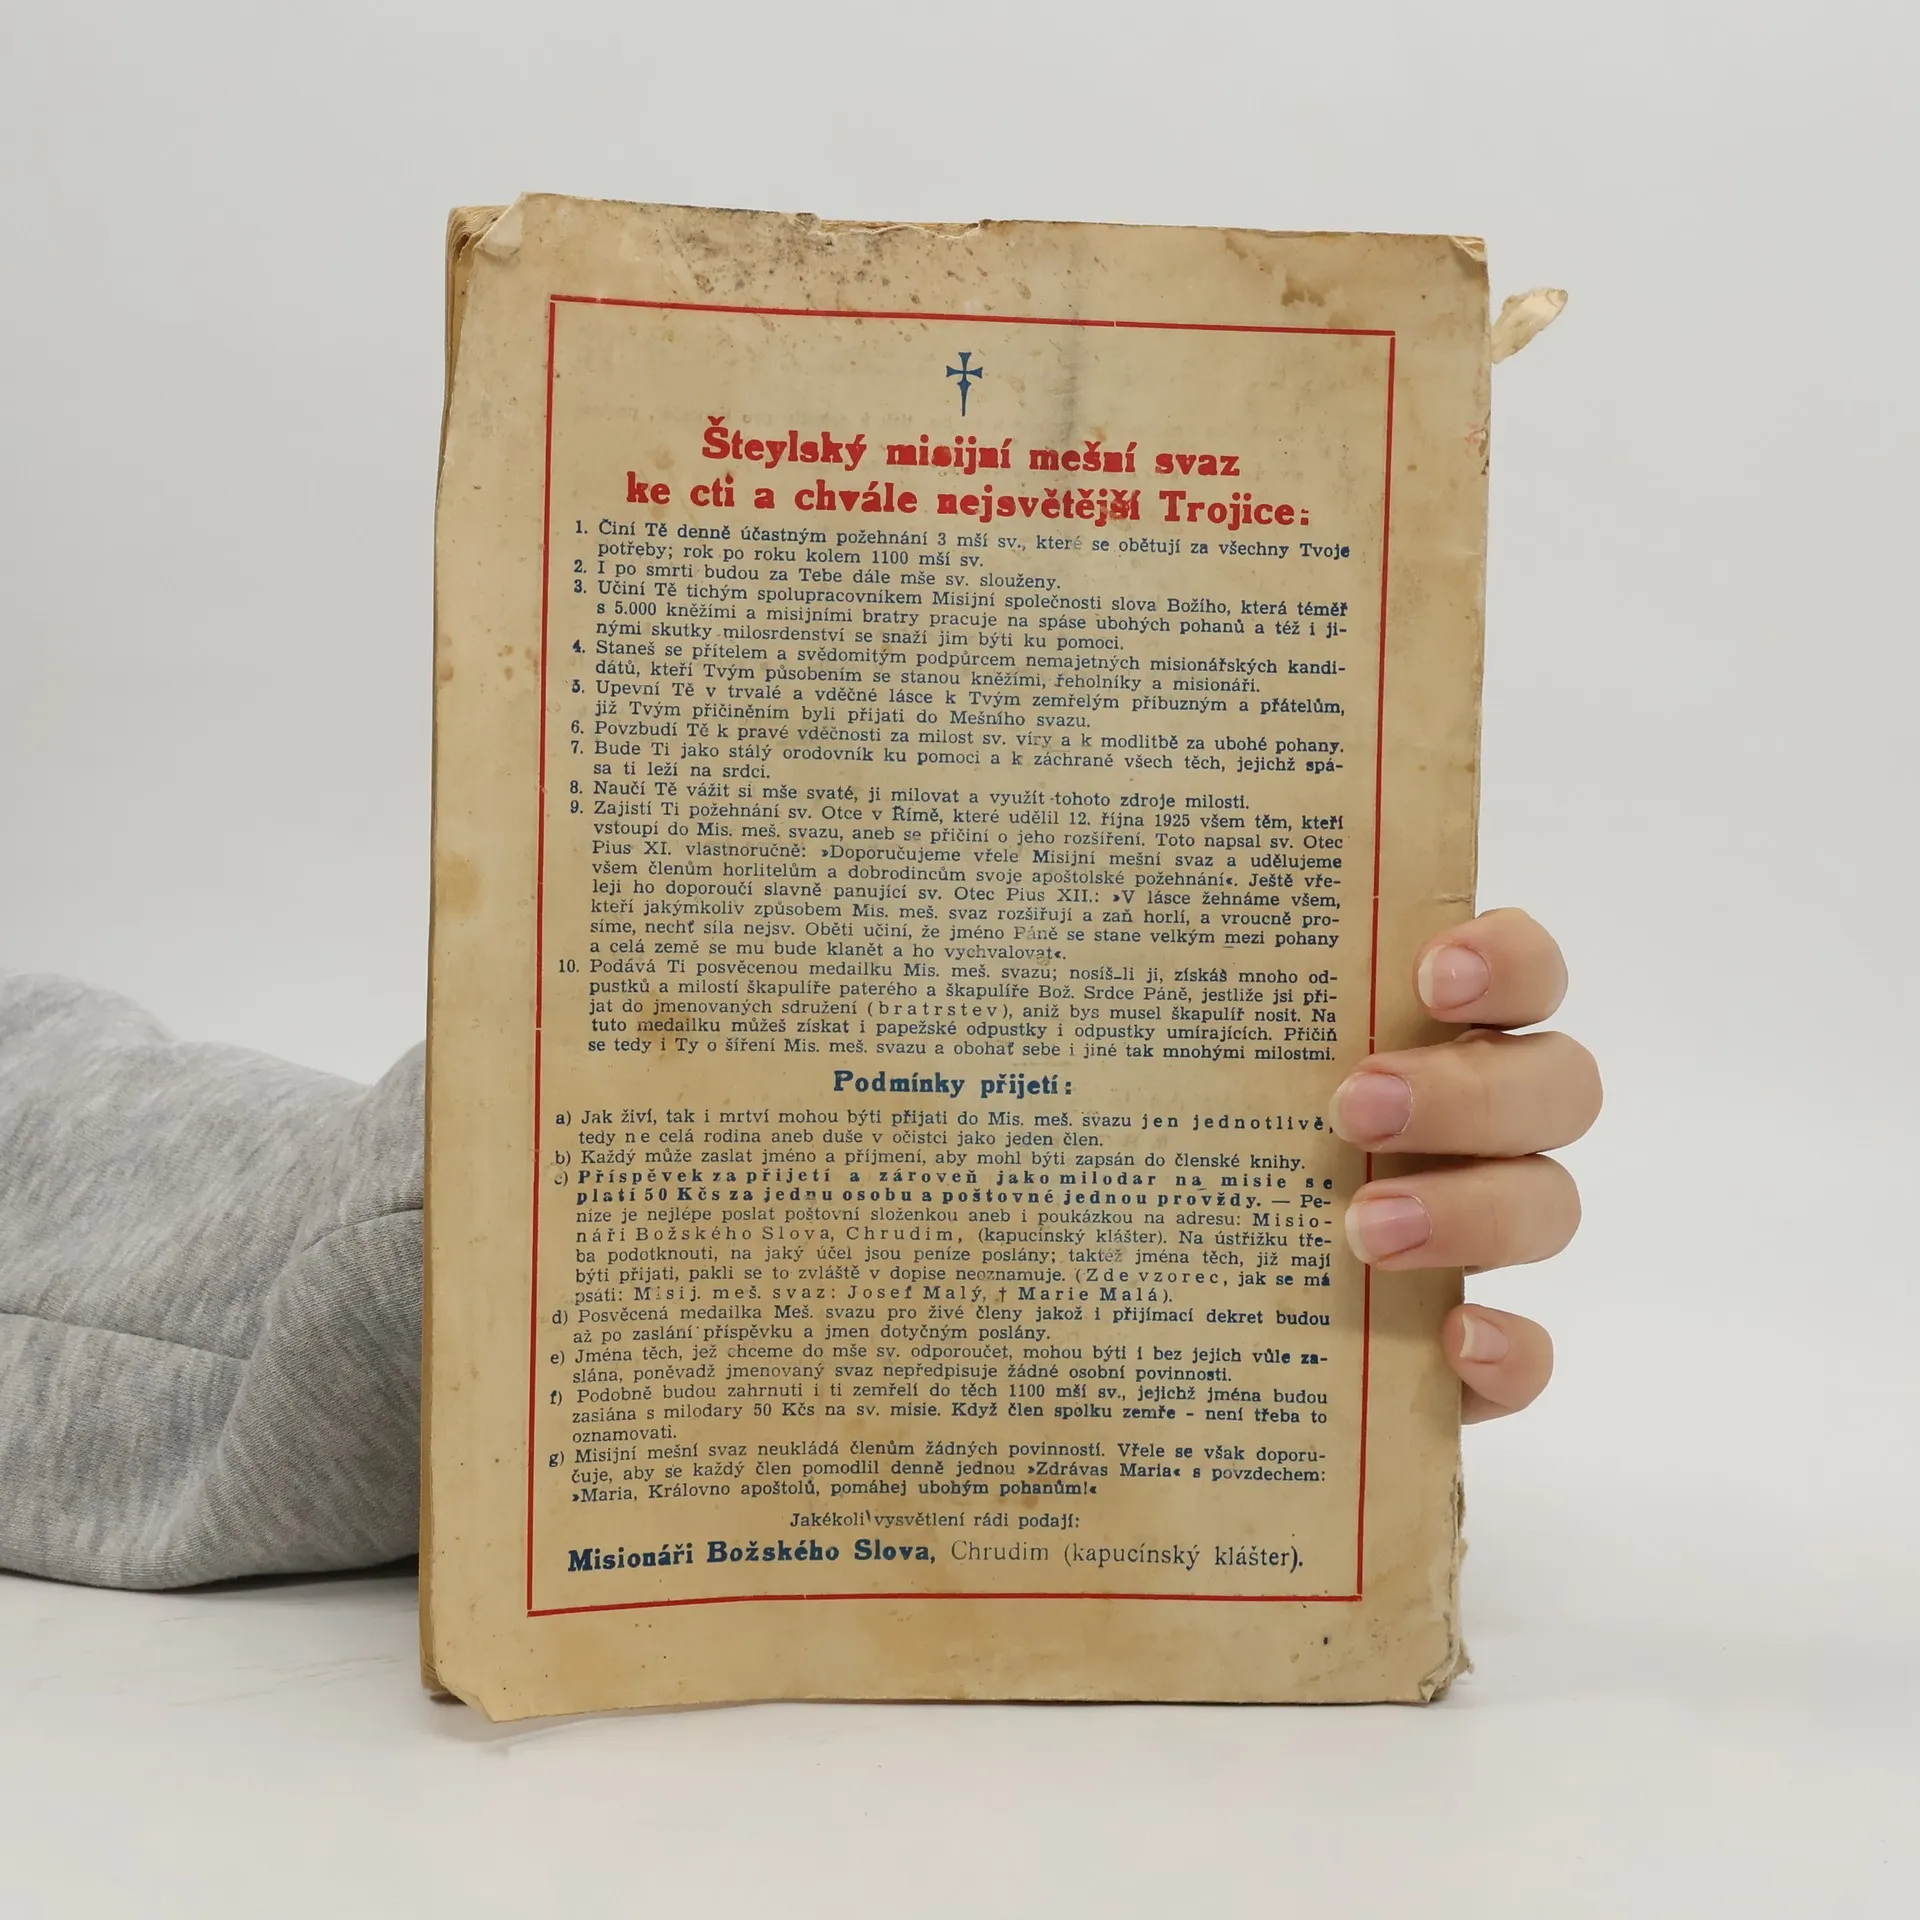 Šteylský misijní mešní svaz
ke cti a chvále nejsvětější Trojice:
1. Činí Tě denně účastným požehnání 3 mší sv., které se obětují za všechny Tvoje
potřeby; rok po roku kolem 1100 mší sv.
2. I po smrti budou za Tebe dále mše sv. slouženy.
3. Učiní Tě tichým spolupracovníkem Misijní společnosti slova Božího, která téměř
s 5.000 kněžími a misijními bratry pracuje na spáse ubohých pohanů a též i ji-
nými skutky milosrdenství se snaží jim býti ku pomoci.
4. Staneš se přítelem a svědomitým podpůrcem nemajetných misionářských kandi-
dátů, kteří Tvým působením se stanou kněžími, řeholníky a misionáři.
5. Upevní Tě v trvalé a vděčné lásce k Tvým zemřelým příbuzným a přátelům,
již Tvým přičiněním byli přijati do Mešního svazu.
6. Povzbudí Tě k pravé vděčnosti za milost sv. víry a k modlitbě za ubohé pohany.
7. Bude Ti jako stálý orodovník ku pomoci a k záchraně všech těch, jejichž spá-
sa ti leží na srdci.
8. Naučí Tě vážit si mše svaté, ji milovat a využít tohoto zdroje milosti.
9. Zajistí Ti požehnání sv. Otce v Římě, které udělil 12. října 1925 všem těm, kteří
vstoupí do Mis. meš. svazu, aneb se přičiní o jeho rozšíření. Toto napsal sv. Otec
Pius XI. vlastnoručně: »Doporučujeme vřele Misijní mešní svaz a udělujeme
všem členům horlitelům a dobrodincům svoje apoštolské požehnání«. Ještě vře-
leji ho doporoučí slavně panující sv. Otec Pius XII.: »V lásce žehnáme všem,
kteří jakýmkoliv způsobem Mis. meš. svaz rozšiřují a zaň horlí, a vroucně pro-
síme, nechť síla nejsv. Oběti učiní, že jméno Páně se stane velkým mezi pohany
a celá země se mu bude klanět a ho vychvalovat«.
10. Podává Ti posvěcenou medailku Mis. meš. svazu; nosíš-li ji, získáš mnoho od-
pustků a milostí škapulíře paterého a škapulíře Bož. Srdce Páně, jestliže jsi při-
jat do jmenovaných sdružení (bratrstev), aniž bys musel škapulíř nosit. Na
tuto medailku můžeš získat i papežské odpustky i odpustky umírajících. Přičiň
se tedy i Ty o šíření Mis. meš. svazu a obohať sebe i jiné tak mnohými milostmi.
Podmínky přijetí:
a) Jak živí, tak i mrtví mohou býti přijati do Mis. meš. svazu jen jednotlivě,
tedy ne celá rodina aneb duše v očistci jako jeden člen.
b) Každý může zaslat jméno a příjmení, aby mohl býti zapsán do členské knihy.
c) Příspěvek za přijetí a zároveň jako milodar na misie se
platí 50 Kčs za jednu osobu a poštovné jednou provždy. — Pe-
níze je nejlépe poslat poštovní složenkou aneb i poukázkou na adresu: Misio-
náři Božského Slova, Chrudim, (kapucínský klášter). Na ústřižku tře-
ba podotknouti, na jaký účel jsou peníze poslány; taktéž jména těch, již mají
býti přijati, pakli se to zvláště v dopise neoznamuje. (Zde vzorec, jak se má
psáti: Misij. meš. svaz: Josef Malý, † Marie Malá).
d) Posvěcená medailka Meš. svazu pro živé členy jakož i přijímací dekret budou
až po zaslání příspěvku a jmen dotyčným poslány.
e) Jména těch, jež chceme do mše sv. odporoučet, mohou býti i bez jejich vůle za-
slána, poněvadž jmenovaný svaz nepředpisuje žádné osobní povinnosti.
f) Podobně budou zahrnuti i ti zemřelí do těch 1100 mší sv., jejichž jména budou
zaslána s milodary 50 Kčs na sv. misie. Když člen spolku zemře - není třeba to
oznamovati.
g) Misijní mešní svaz neukládá členům žádných povinností. Vřele se však doporu-
čuje, aby se každý člen pomodlil denně jednou »Zdrávas Maria« s povzdechem:
»Maria, Královno apoštolů, pomáhej ubohým pohanům!«
Jakékoli vysvětlení rádi podají:
Misionáři Božského Slova, Chrudim (kapucínský klášter).